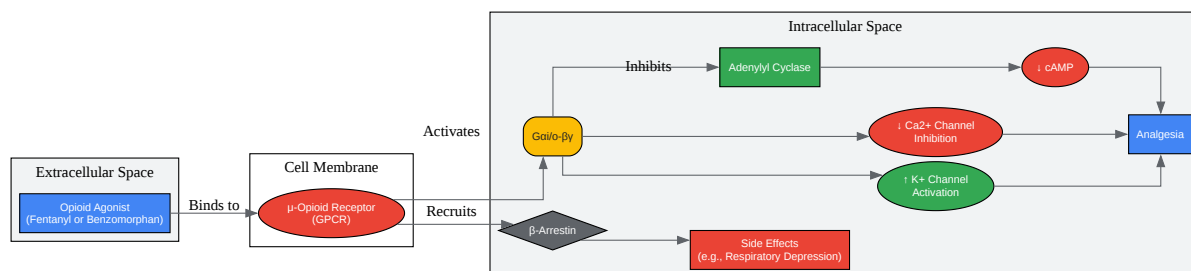 Intracellular Space
Inhibits
Adenylyl Cyclase
↓ cAMP
Activates
Gαi/o-βγ
↓ Ca2+ Channel
Inhibition
Analgesia
Extracellular Space
Opioid Agonist
(Fentanyl or Benzomorphan)
Binds to
Cell Membrane
μ-Opioid Receptor
(GPCR)
↑ K+ Channel
Activation
Recruits
β-Arrestin
Side Effects
(e.g., Respiratory Depression)